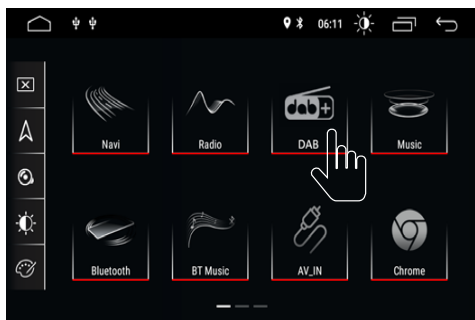 06:11
dab+
Navi Radio DAB Music
Bluetooth BT Music AV_IN Chrome